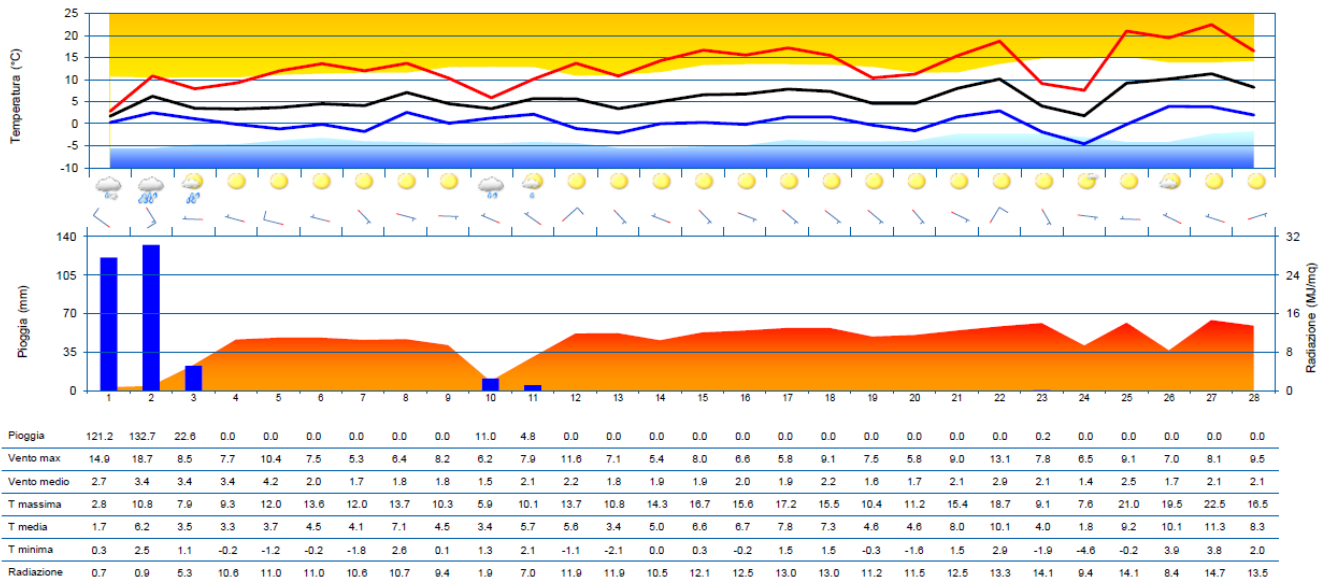 25
20
15
10
5
0
-5
-10
Temperatura (°C)
140
105
70
35
0
Pioggia (mm)
32
24
16
8
0
Radiazione (MJ/mq)
1 2 3 4 5 6 7 8 9 10 11 12 13 14 15 16 17 18 19 20 21 22 23 24 25 26 27 28
Pioggia 121.2 132.7 22.6 0.0 0.0 0.0 0.0 0.0 0.0 11.0 4.8 0.0 0.0 0.0 0.0 0.0 0.0 0.0 0.0 0.0 0.0 0.0 0.2 0.0 0.0 0.0 0.0 0.0
Vento max 14.9 18.7 8.5 7.7 10.4 7.5 5.3 6.4 8.2 6.2 7.9 11.6 7.1 5.4 8.0 6.6 5.8 9.1 7.5 5.8 9.0 13.1 7.8 6.5 9.1 7.0 8.1 9.5
Vento medio 2.7 3.4 3.4 3.4 4.2 2.0 1.7 1.8 1.8 1.5 2.1 2.2 1.8 1.9 1.9 2.0 1.9 2.2 1.6 1.7 2.1 2.9 2.1 1.4 2.5 1.7 2.1 2.1
T massima 2.8 10.8 7.9 9.3 12.0 13.6 12.0 13.7 10.3 5.9 10.1 13.7 10.8 14.3 16.7 15.6 17.2 15.5 10.4 11.2 15.4 18.7 9.1 7.6 21.0 19.5 22.5 16.5
T media 1.7 6.2 3.5 3.3 3.7 4.5 4.1 7.1 4.5 3.4 5.7 5.6 3.4 5.0 6.6 6.7 7.8 7.3 4.6 4.6 8.0 10.1 4.0 1.8 9.2 10.1 11.3 8.3
T minima 0.3 2.5 1.1 -0.2 -1.2 -0.2 -1.8 2.6 0.1 1.3 2.1 -1.1 -2.1 0.0 0.3 -0.2 1.5 1.5 -0.3 -1.6 1.5 2.9 -1.9 -4.6 -0.2 3.9 3.8 2.0
Radiazione 0.7 0.9 5.3 10.6 11.0 11.0 10.6 10.7 9.4 1.9 7.0 11.9 11.9 10.5 12.1 12.5 13.0 13.0 11.2 11.5 12.5 13.3 14.1 9.4 14.1 8.4 14.7 13.5